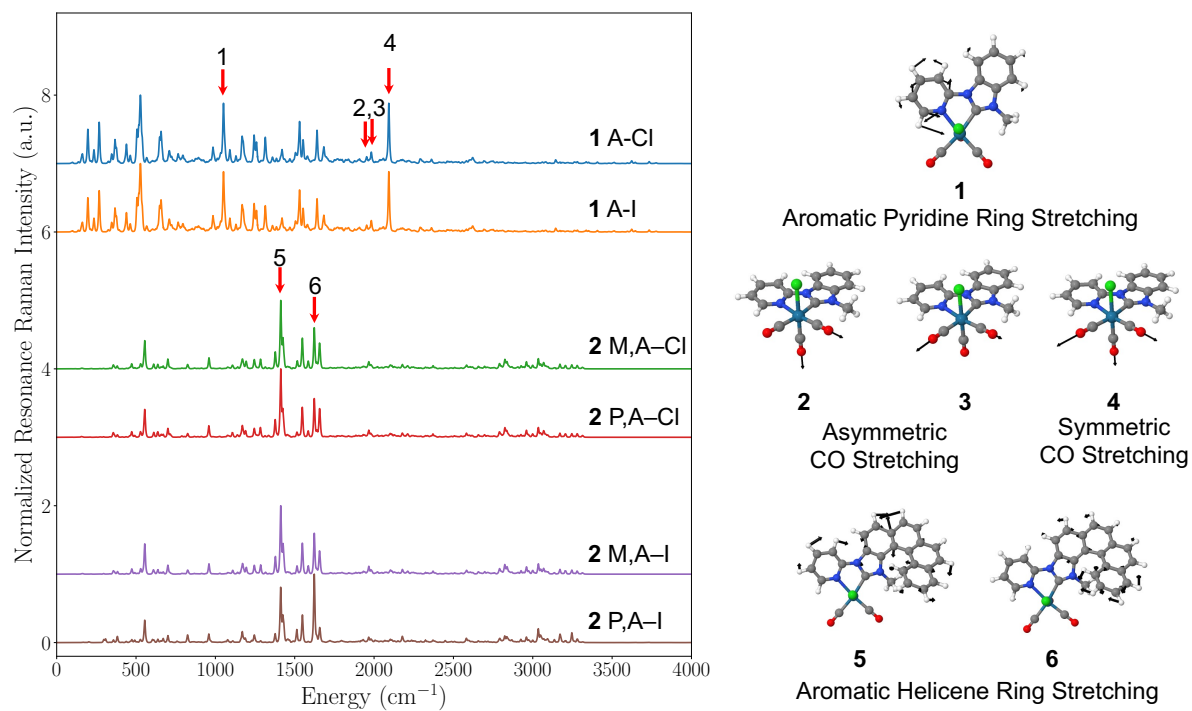 Normalized Resonance Raman Intensity (a.u.)
8
6
4
2
0
1
2,3
4
1 A-Cl
1 A-I
5
6
2 M,A–Cl
2 P,A–Cl
2 M,A–I
2 P,A–I
0
500
1000
1500
2000
2500
3000
3500
4000
Energy (cm⁻¹)
1
Aromatic Pyridine Ring Stretching
2
3
4
Asymmetric
CO Stretching
Symmetric
CO Stretching
5
6
Aromatic Helicene Ring Stretching